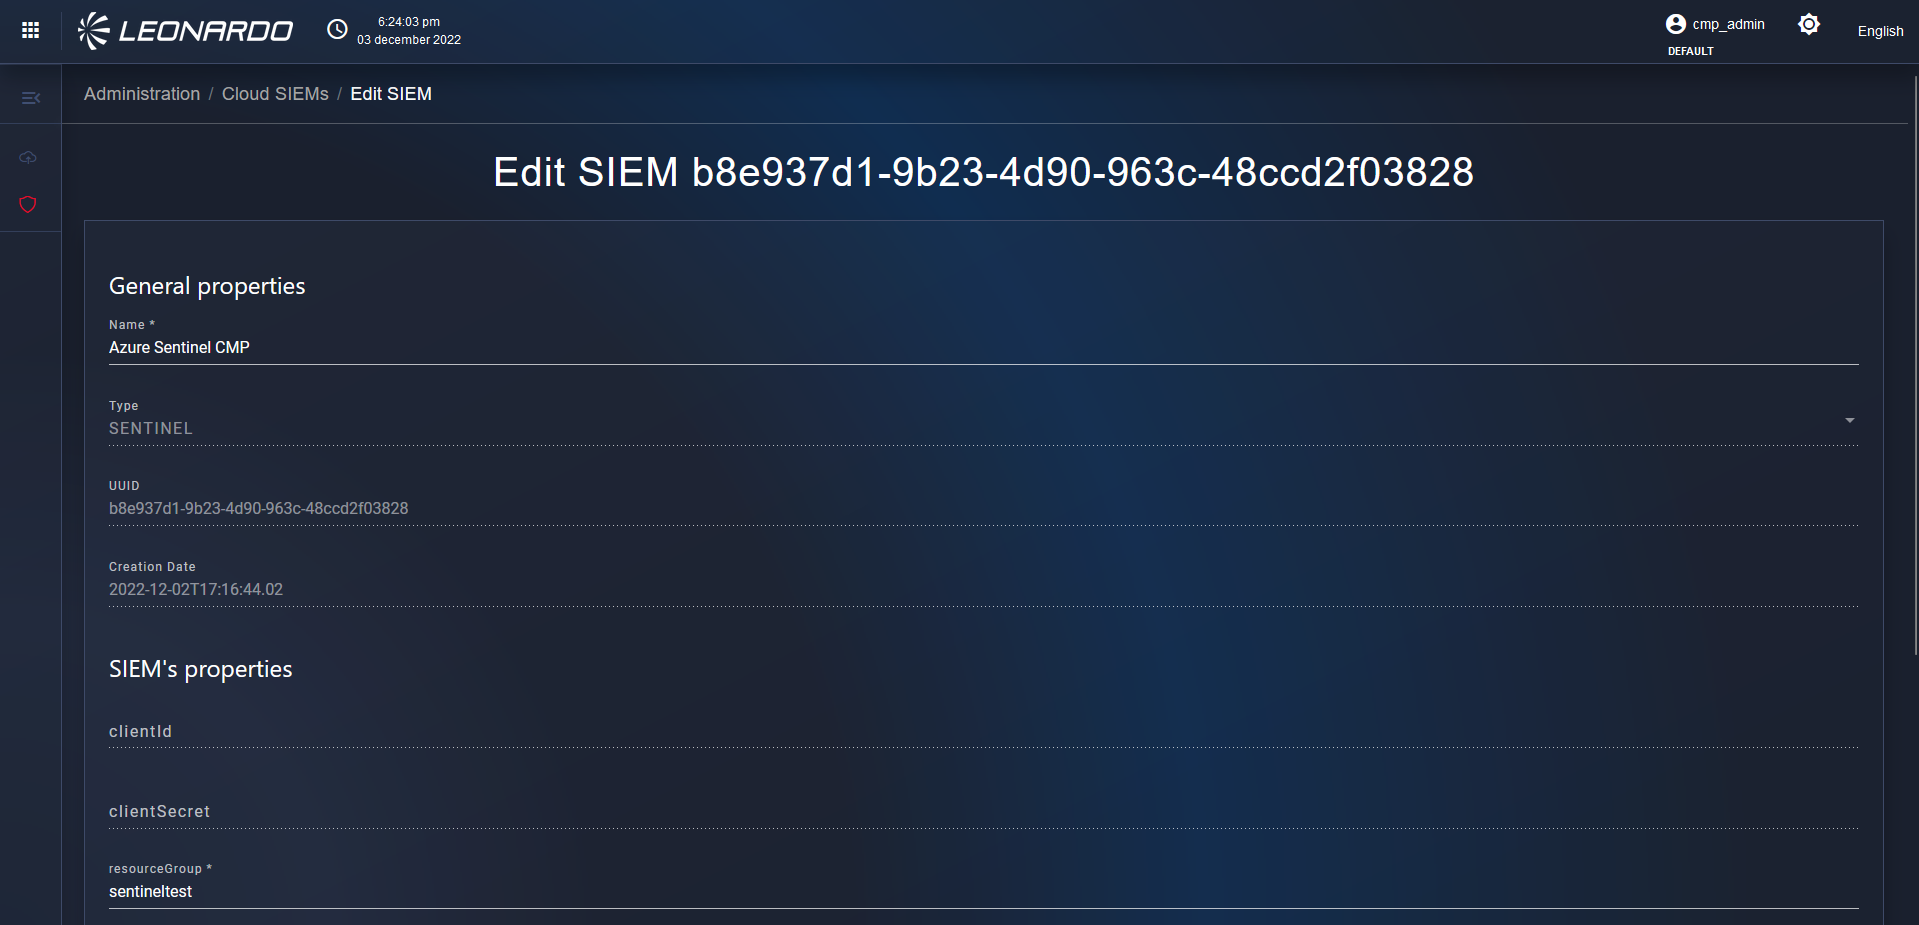 LEONARDO
6:24:03 pm
03 december 2022
cmp_admin
DEFAULT
English
Administration / Cloud SIEMs / Edit SIEM
Edit SIEM b8e937d1-9b23-4d90-963c-48ccd2f03828
General properties
Name *
Azure Sentinel CMP
Type
SENTINEL
UUID
b8e937d1-9b23-4d90-963c-48ccd2f03828
Creation Date
2022-12-02T17:16:44.02
SIEM's properties
clientId
clientSecret
resourceGroup *
sentineltest